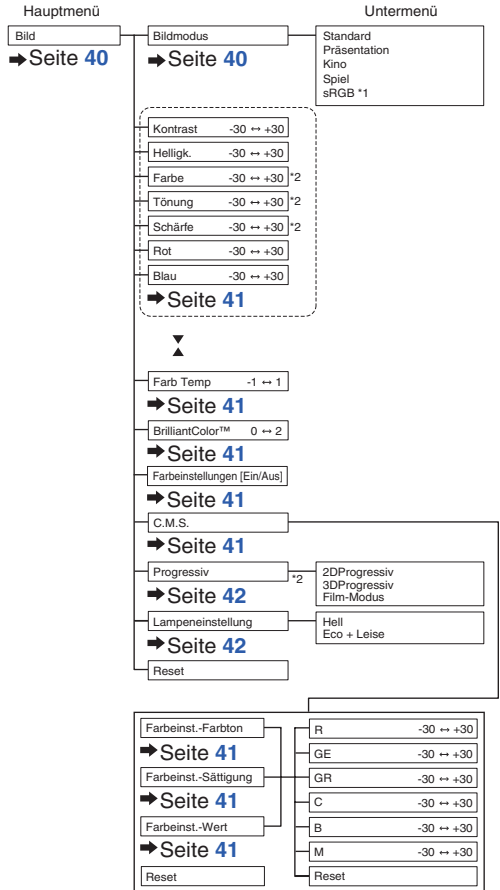 Hauptmenü
Untermenü
Bild
➡Seite 40
Bildmodus
➡Seite 40
Standard
Präsentation
Kino
Spiel
sRGB *1
Kontrast -30 ↔ +30
Helligk. -30 ↔ +30
Farbe -30 ↔ +30 *2
Tönung -30 ↔ +30 *2
Schärfe -30 ↔ +30 *2
Rot -30 ↔ +30
Blau -30 ↔ +30
➡Seite 41
Farb Temp -1 ↔ 1
➡Seite 41
BrilliantColor™ 0 ↔ 2
➡Seite 41
Farbeinstellungen [Ein/Aus]
➡Seite 41
C.M.S.
➡Seite 41
Progressiv *2
➡Seite 42
2DProgressiv
3DProgressiv
Film-Modus
Lampeneinstellung
➡Seite 42
Hell
Eco + Leise
Reset
Farbeinst.-Farbton
➡Seite 41
Farbeinst.-Sättigung
➡Seite 41
Farbeinst.-Wert
➡Seite 41
Reset
R -30 ↔ +30
GE -30 ↔ +30
GR -30 ↔ +30
C -30 ↔ +30
B -30 ↔ +30
M -30 ↔ +30
Reset